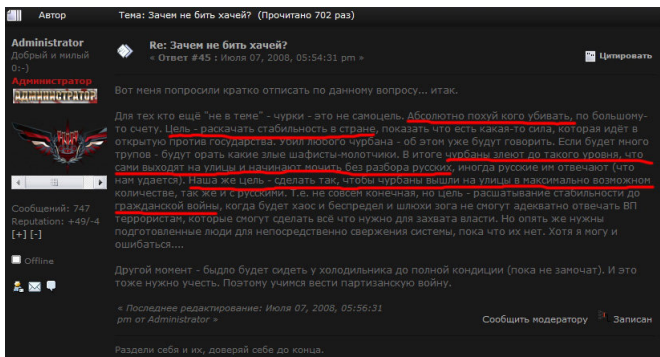 Автор Тема: Зачем не бить хачей? (Прочитано 702 раз)
Administrator
Добрый и милый
0:-)
Администратор
АДМИНИСТРАТОР
Сообщений: 747
Reputation: +49/-4
[+] [-]
Offline
Re: Зачем не бить хачей?
« Ответ #45 : Июля 07, 2008, 05:54:31 pm »
Цитировать
Вот меня попросили кратко отписать по данному вопросу... итак.
Для тех кто ещё "не в теме" - чурки - это не самоцель. Абсолютно похуй кого убивать, по большому-
то счету. Цель - раскачать стабильность в стране, показать что есть какая-то сила, которая идёт в
открытую против государства. Убил любого чурбана - об этом уже будут говорить. Если будет много
трупов - будут орать какие злые шафисты-молотчики. В итоге чурбаны злеют до такого уровня, что
сами выходят на улицы и начинают мочить без разбора русских, иногда русские им отвечают (что
нам удается). Наша же цель - сделать так, чтобы чурбаны вышли на улицы в максимально возможном
количестве, так же и с русскими. Т.е. не совсем конечная, но цель - расшатывание стабильности до
гражданской войны, когда будет хаос и беспредел и шлюхи зога не смогут адекватно отвечать ВП
террористам, которые смогут сделать всё что нужно для захвата власти. Но опять же нужны
подготовленные люди для непосредственно свержения системы, пока что их нет. Хотя я могу и
ошибаться....
Другой момент - быдло будет сидеть у холодильника до полной кондиции (пока не замочат). И это
тоже нужно учесть. Поэтому учимся вести партизанскую войну.
« Последнее редактирование: Июля 07, 2008, 05:56:31
pm от Administrator »
Сообщить модератору Записан
Раздели себя и их, доверяй себе до конца.